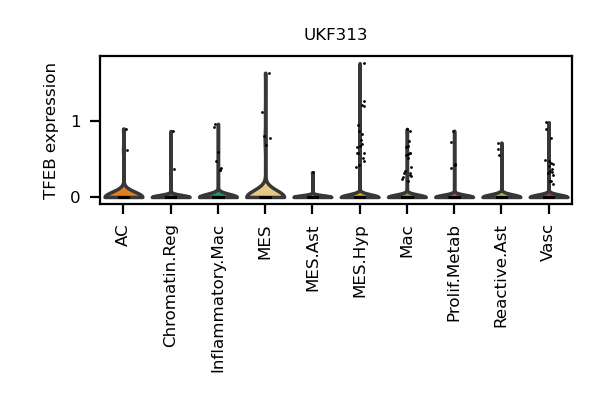 UKF313
TFEB expression
1
0
AC
Chromatin.Reg
Inflammatory.Mac
MES
MES.Ast
MES.Hyp
Mac
Prolif.Metab
Reactive.Ast
Vasc